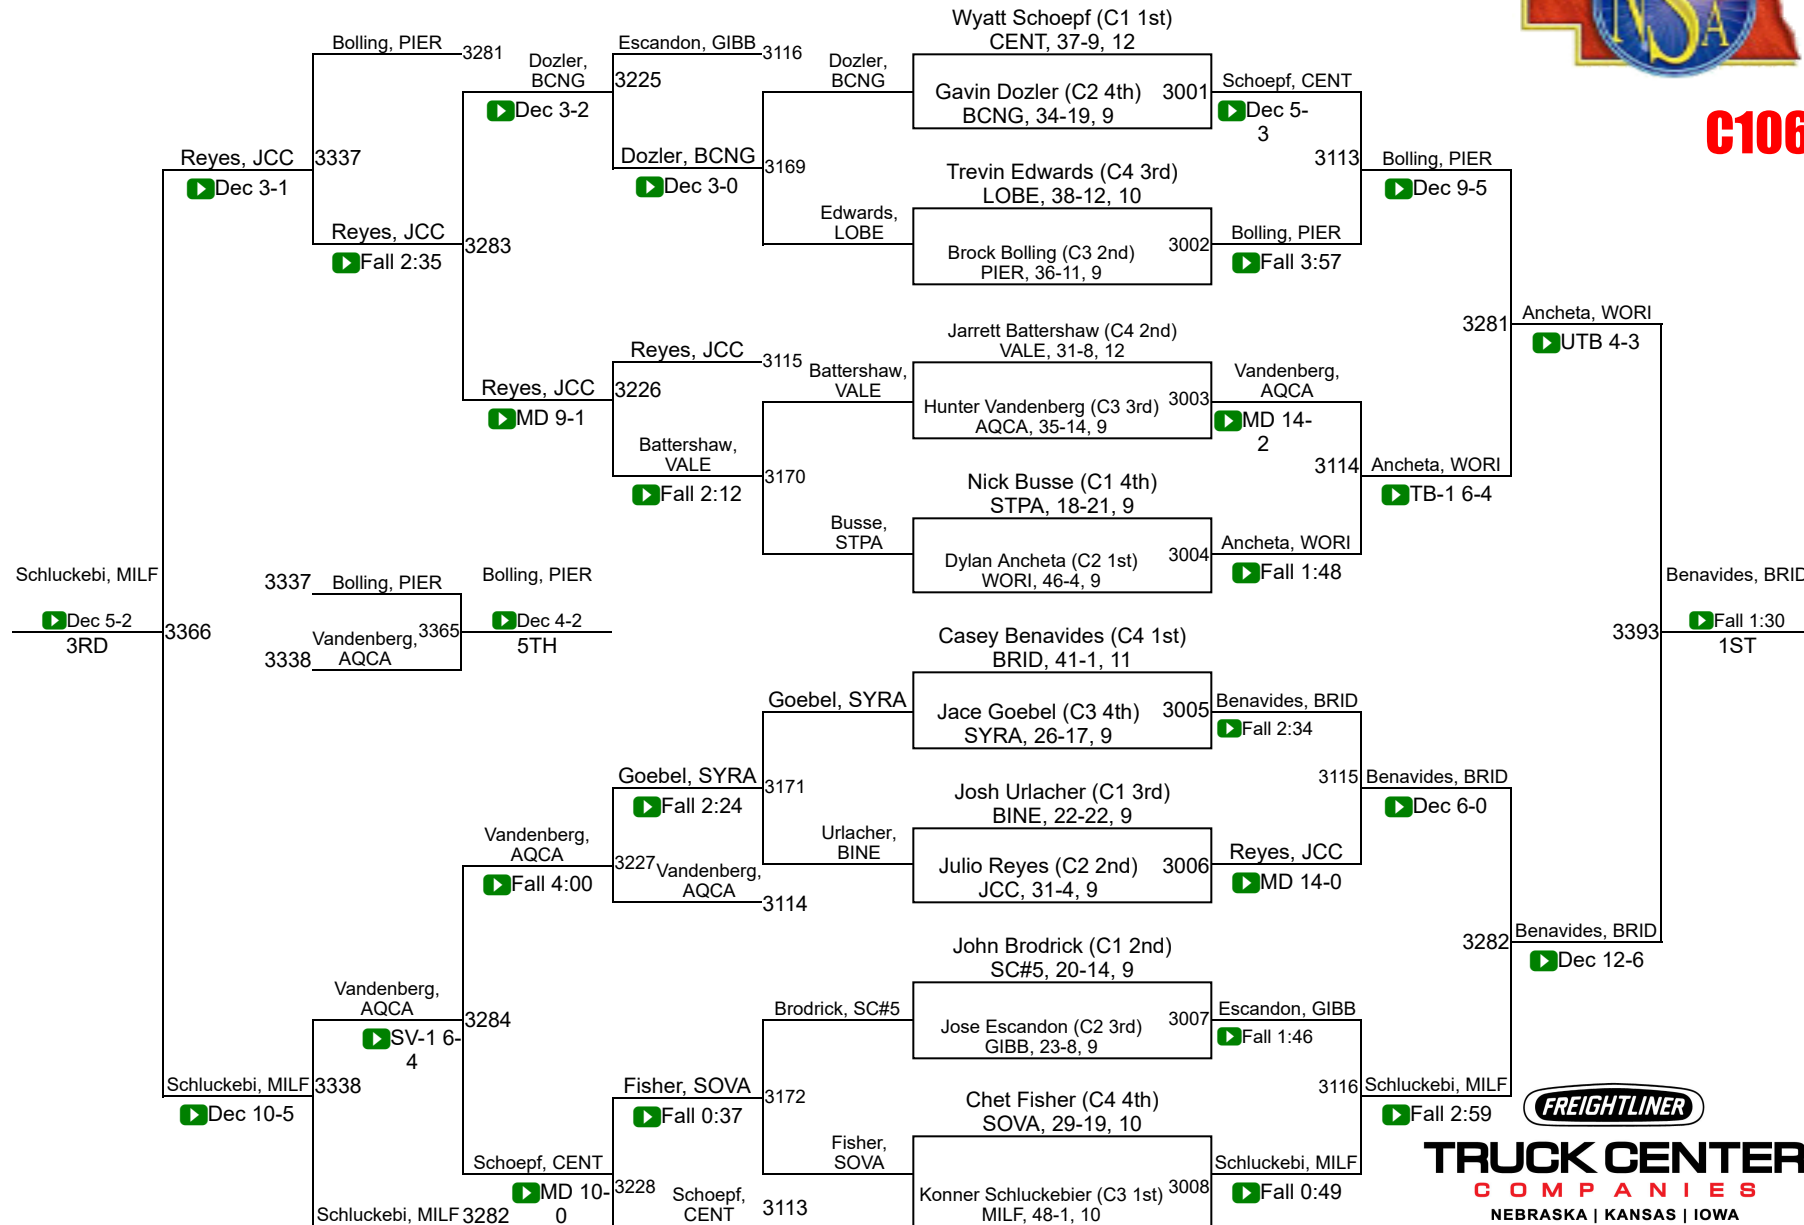 NSA
C106
Wyatt Schoepf (C1 1st)
CENT, 37-9, 12
Gavin Dozler (C2 4th)
BCNG, 34-19, 9
3001
Trevin Edwards (C4 3rd)
LOBE, 38-12, 10
Brock Bolling (C3 2nd)
PIER, 36-11, 9
3002
Jarrett Battershaw (C4 2nd)
VALE, 31-8, 12
Hunter Vandenberg (C3 3rd)
AQCA, 35-14, 9
3003
Nick Busse (C1 4th)
STPA, 18-21, 9
Dylan Ancheta (C2 1st)
WORI, 46-4, 9
3004
Casey Benavides (C4 1st)
BRID, 41-1, 11
Jace Goebel (C3 4th)
SYRA, 26-17, 9
3005
Josh Urlacher (C1 3rd)
BINE, 22-22, 9
Julio Reyes (C2 2nd)
JCC, 31-4, 9
3006
John Brodrick (C1 2nd)
SC#5, 20-14, 9
Jose Escandon (C2 3rd)
GIBB, 23-8, 9
3007
Chet Fisher (C4 4th)
SOVA, 29-19, 10
Konner Schluckebier (C3 1st)
MILF, 48-1, 10
3008
Schoepf, CENT
Dec 5-
3
Bolling, PIER
Fall 3:57
Vandenberg,
AQCA
MD 14-
2
Ancheta, WORI
Fall 1:48
Benavides, BRID
Fall 2:34
Reyes, JCC
MD 14-0
Escandon, GIBB
Fall 1:46
Schluckebi, MILF
Fall 0:49
3113
Bolling, PIER
Dec 9-5
3114
Ancheta, WORI
TB-1 6-4
3115
Benavides, BRID
Dec 6-0
3116
Schluckebi, MILF
Fall 2:59
3281
Ancheta, WORI
UTB 4-3
3282
Benavides, BRID
Dec 12-6
3393
Benavides, BRID
Fall 1:30
1ST
Dozler,
BCNG
Edwards,
LOBE
Battershaw,
VALE
Busse,
STPA
Goebel, SYRA
Urlacher,
BINE
Brodrick, SC#5
Fisher,
SOVA
Escandon, GIBB
3116
Dozler, BCNG
Dec 3-0
3169
Reyes, JCC
3115
Battershaw,
VALE
Fall 2:12
3170
Goebel, SYRA
Fall 2:24
3171
Vandenberg,
AQCA
3114
Fisher, SOVA
Fall 0:37
3172
Schoepf,
CENT
3113
Dozler,
BCNG
Dec 3-2
3225
Reyes, JCC
MD 9-1
3226
Vandenberg,
AQCA
Fall 4:00
3227
Schoepf, CENT
MD 10-
0
3228
Bolling, PIER
3281
Reyes, JCC
Fall 2:35
3283
Vandenberg,
AQCA
SV-1 6-
4
3284
Schluckebi, MILF
3282
Reyes, JCC
Dec 3-1
3337
Schluckebi, MILF
Dec 10-5
3338
Schluckebi, MILF
Dec 5-2
3RD
3366
3337
Bolling, PIER
3338
Vandenberg,
AQCA
3365
Bolling, PIER
Dec 4-2
5TH
FREIGHTLINER
TRUCK CENTER
COMPANIES
NEBRASKA | KANSAS | IOWA